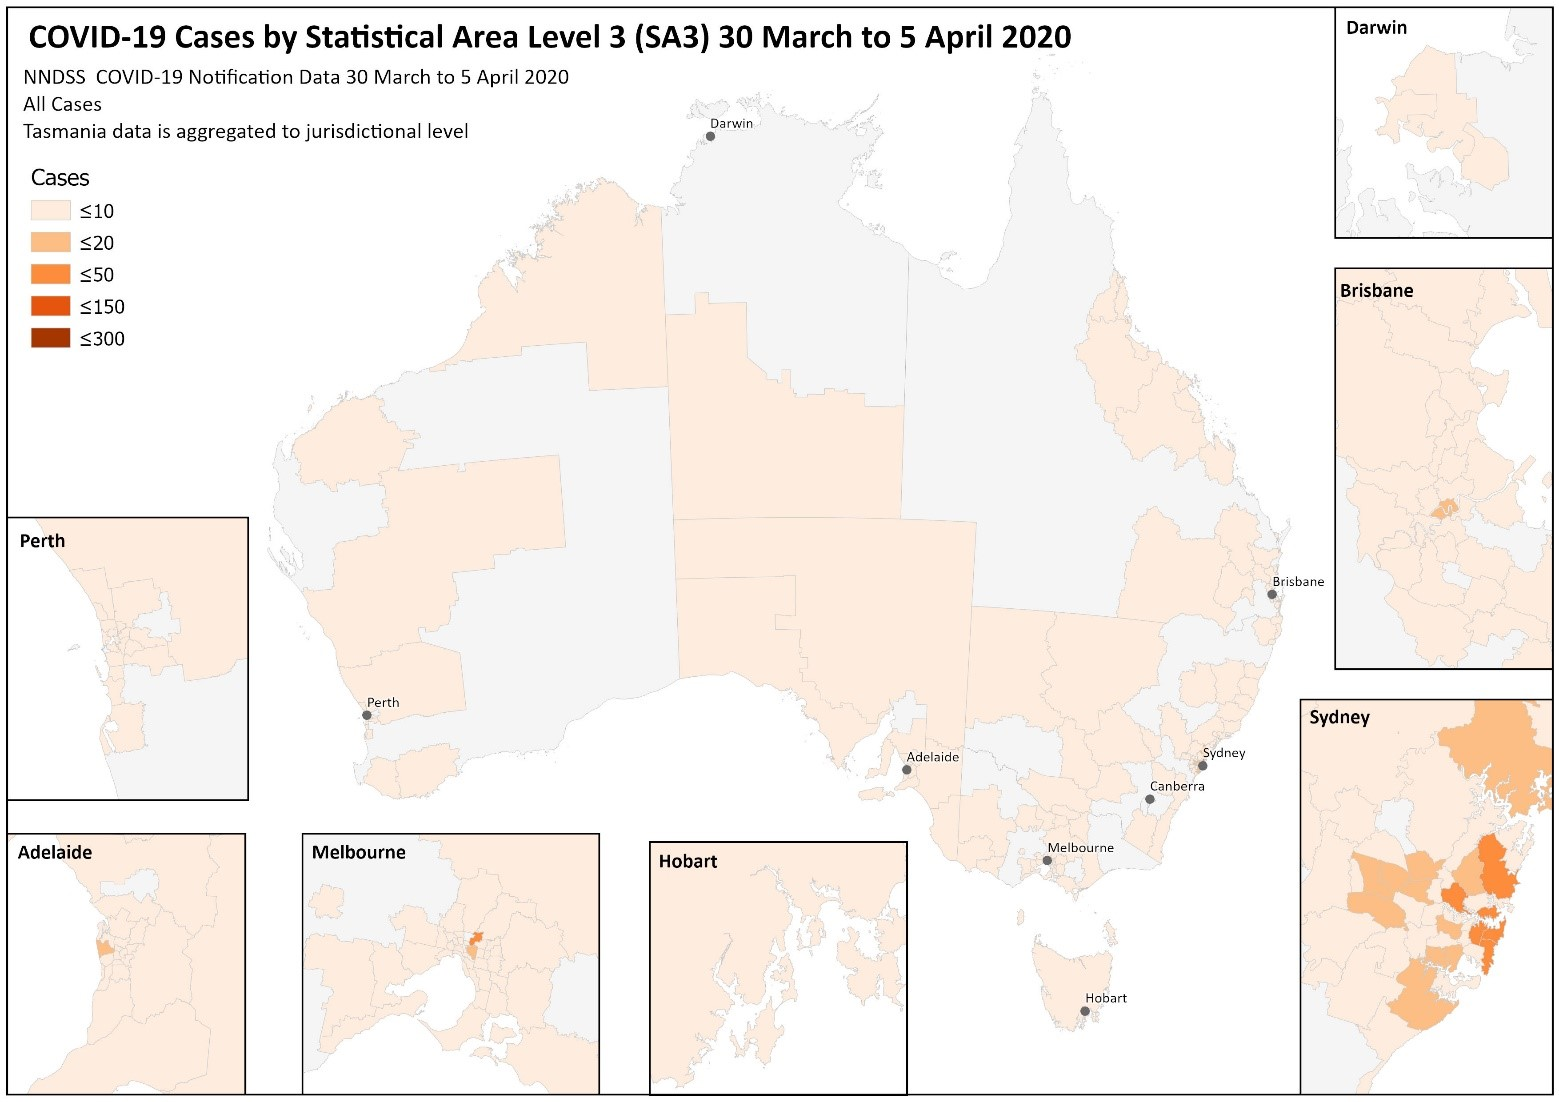 COVID-19 Cases by Statistical Area Level 3 (SA3) 30 March to 5 April 2020
NNDSS  COVID-19 Notification Data 30 March to 5 April 2020
All Cases
Tasmania data is aggregated to jurisdictional level
Cases
≤10
≤20
≤50
≤150
≤300
Darwin
Darwin
Brisbane
Brisbane
Perth
Perth
Sydney
Sydney
Adelaide
Canberra
Melbourne
Adelaide
Melbourne
Hobart
Hobart